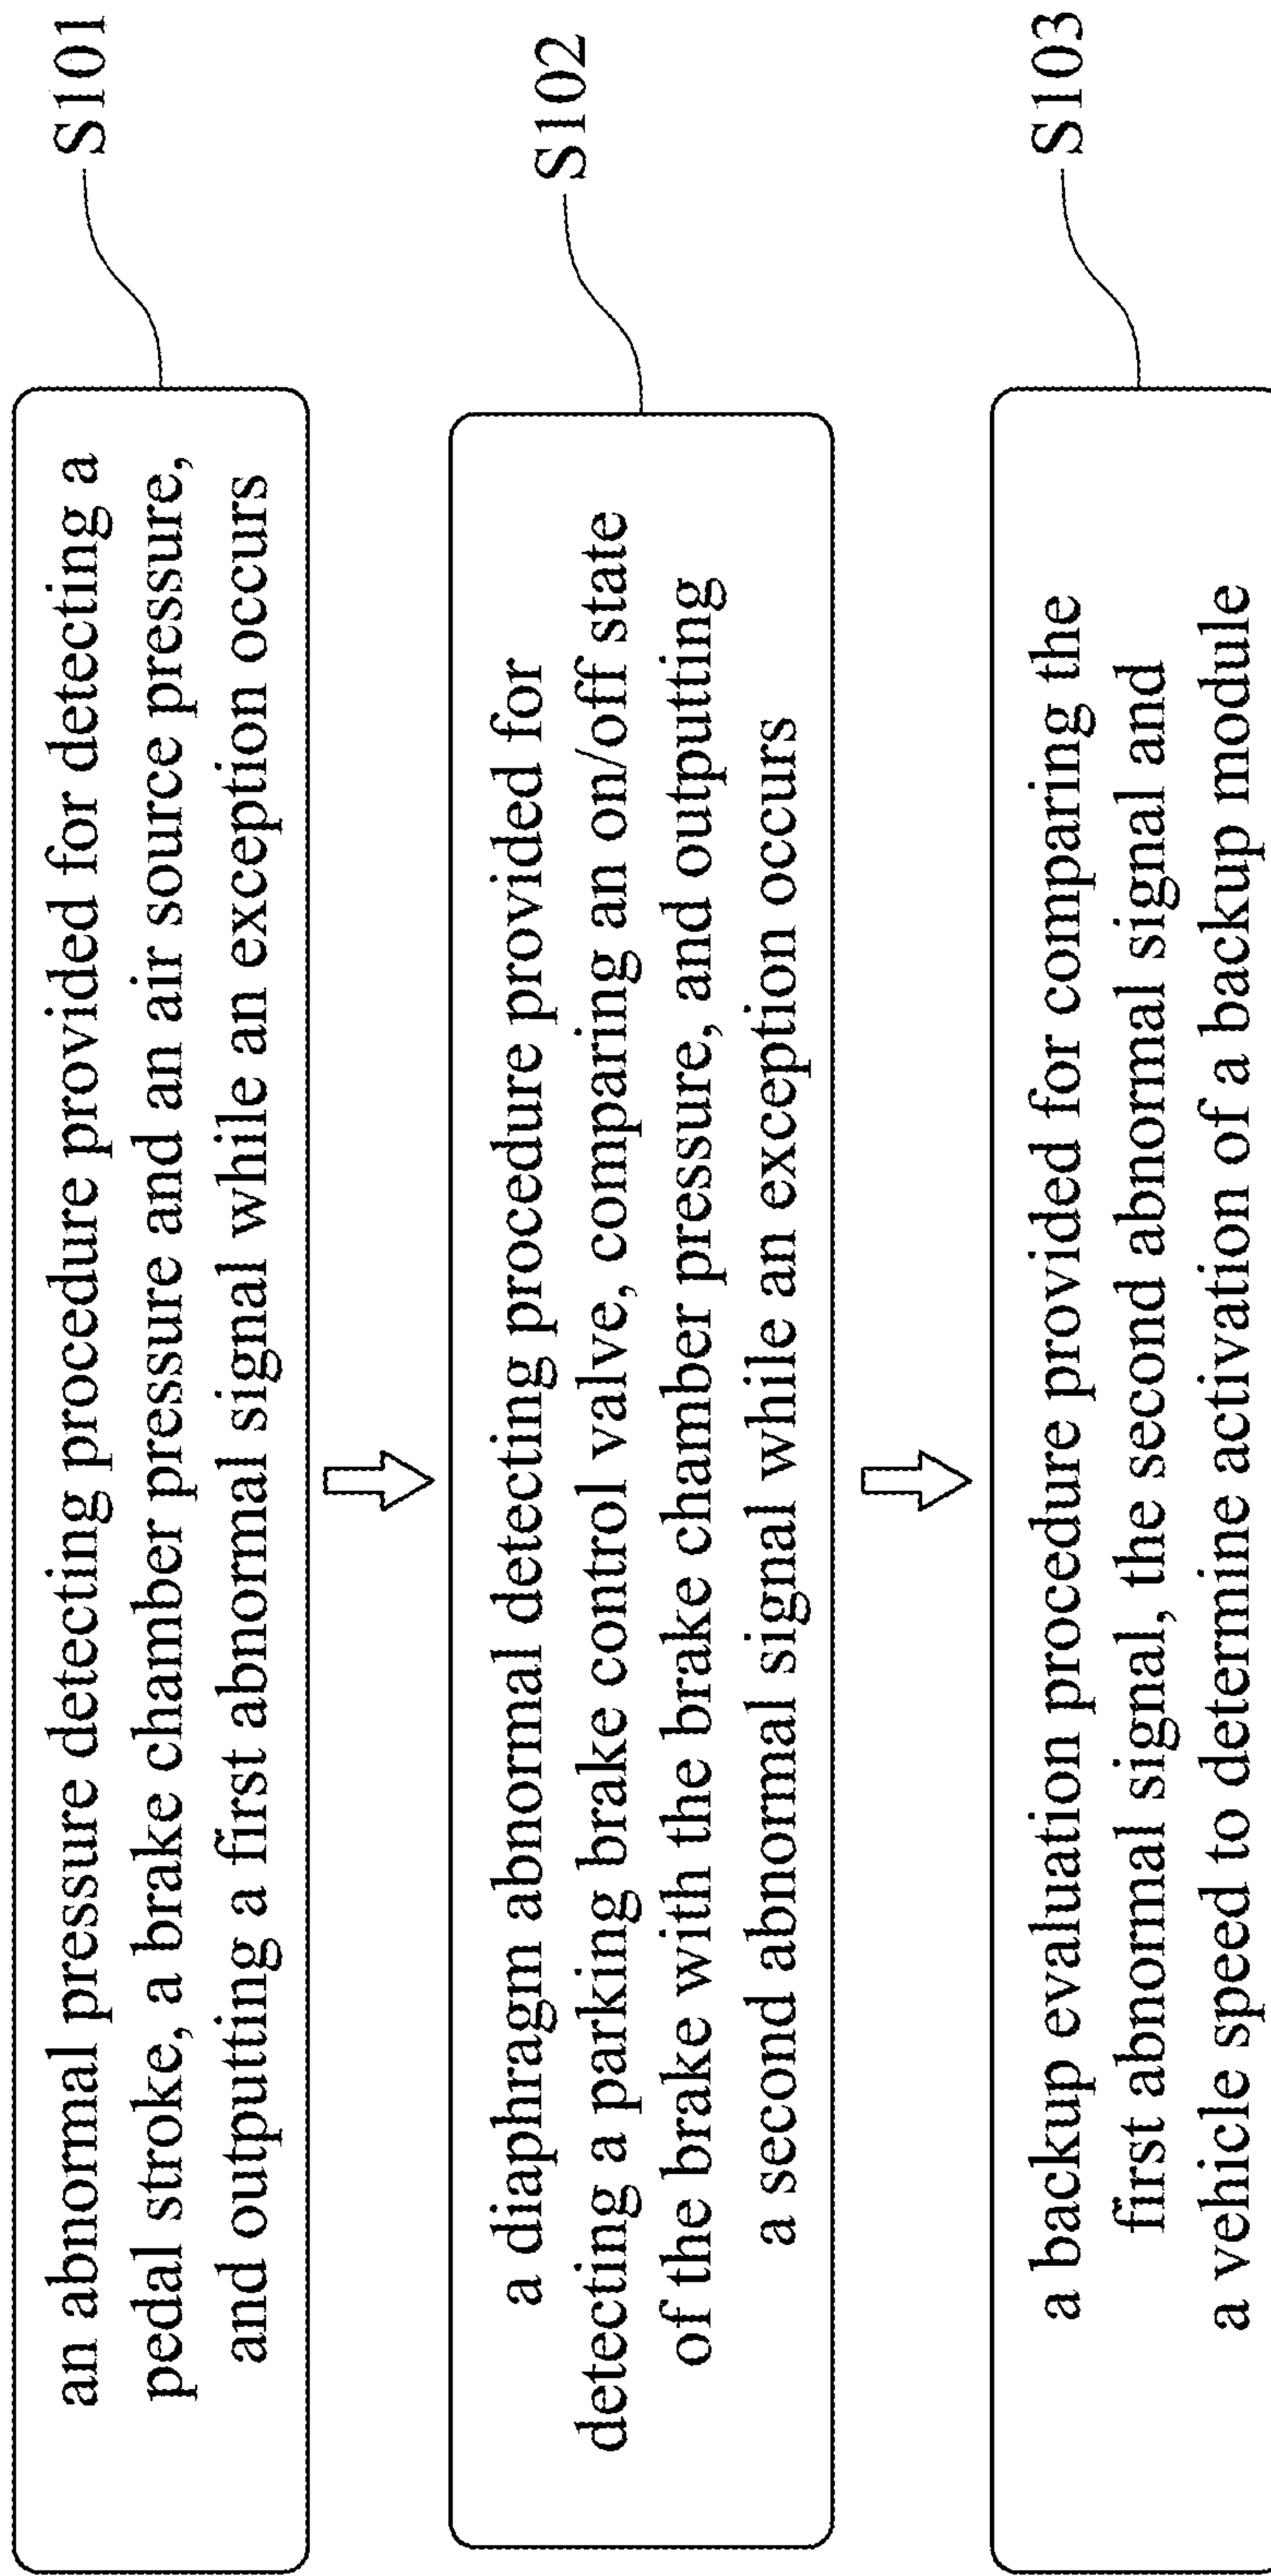 an abnormal pressure detecting procedure provided for detecting a
pedal stroke, a brake chamber pressure and an air source pressure,
and outputting a first abnormal signal while an exception occurs
S101
a diaphragm abnormal detecting procedure provided for
detecting a parking brake control valve, comparing an on/off state
of the brake with the brake chamber pressure, and outputting
a second abnormal signal while an exception occurs
S102
a backup evaluation procedure provided for comparing the
first abnormal signal, the second abnormal signal and
a vehicle speed to determine activation of a backup module
S103